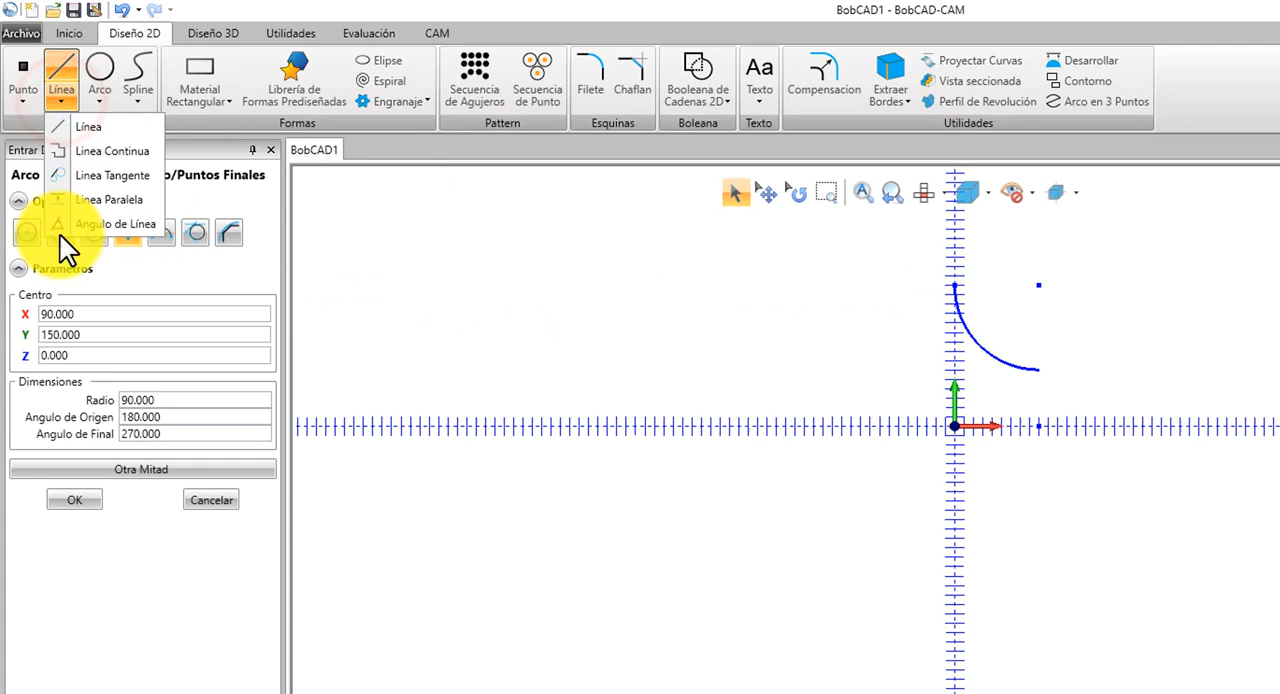 BobCAD1 - BobCAD-CAM
Archivo Inicio Diseño 2D Diseño 3D Utilidades Evaluación CAM
Punto Línea Arco Spline
Material Rectangular
Librería de Formas Prediseñadas
Elipse
Espiral
Engranaje
Formas
Secuencia de Agujeros
Secuencia de Punto
Pattern
Filete Chaflan
Esquinas
Booleana de Cadenas 2D
Boleana
Aa
Texto
Texto
Compensacion
Extraer Bordes
Proyectar Curvas
Vista seccionada
Perfil de Revolución
Desarrollar
Contorno
Arco en 3 Puntos
Utilidades
Línea
Linea Continua
Linea Tangente
Linea Paralela
Angulo de Línea
Entrar
BobCAD1
Arco o/Puntos Finales
Parametros
Centro
X 90.000
Y 150.000
Z 0.000
Dimensiones
Radio 90.000
Angulo de Origen 180.000
Angulo de Final 270.000
Otra Mitad
OK Cancelar